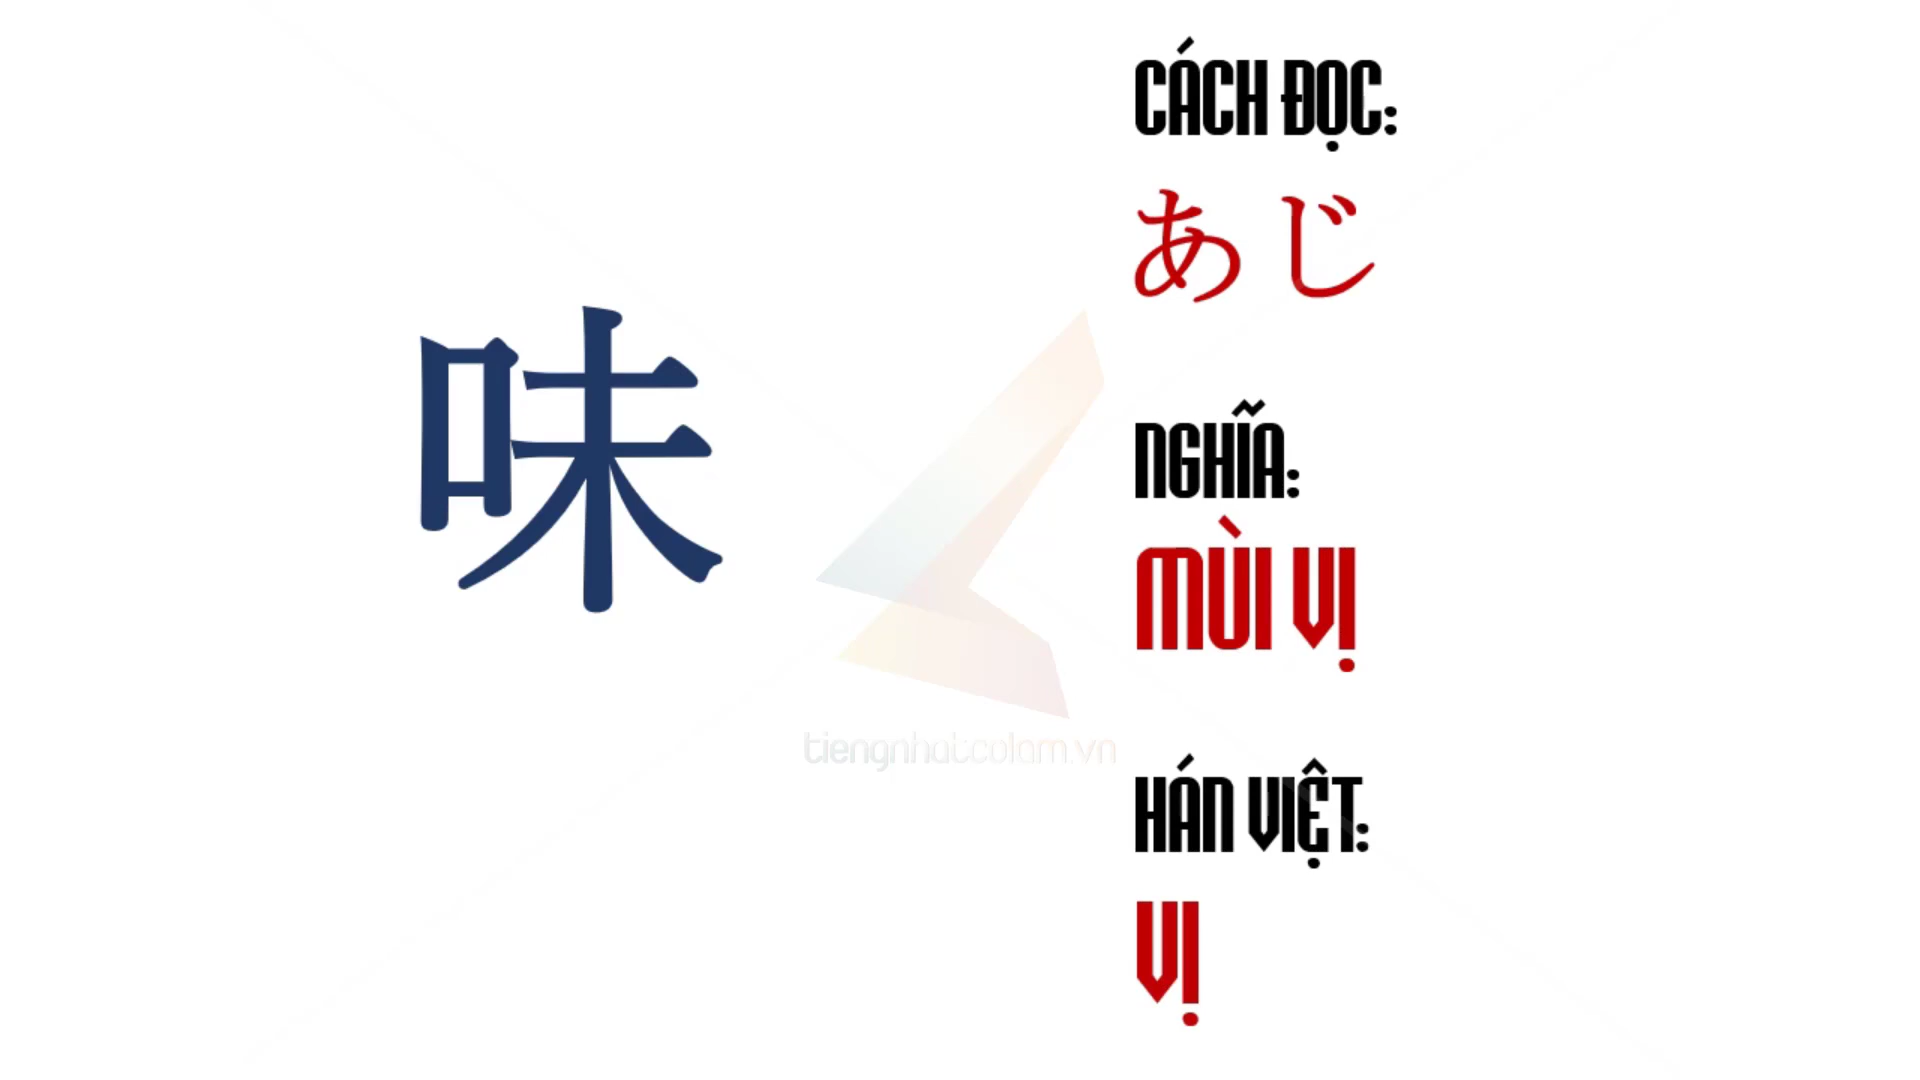 味
CÁCH ĐỌC:
あじ
NGHĨA:
MÙI VỊ
HÁN VIỆT:
VỊ
tiengnhatcolam.vn